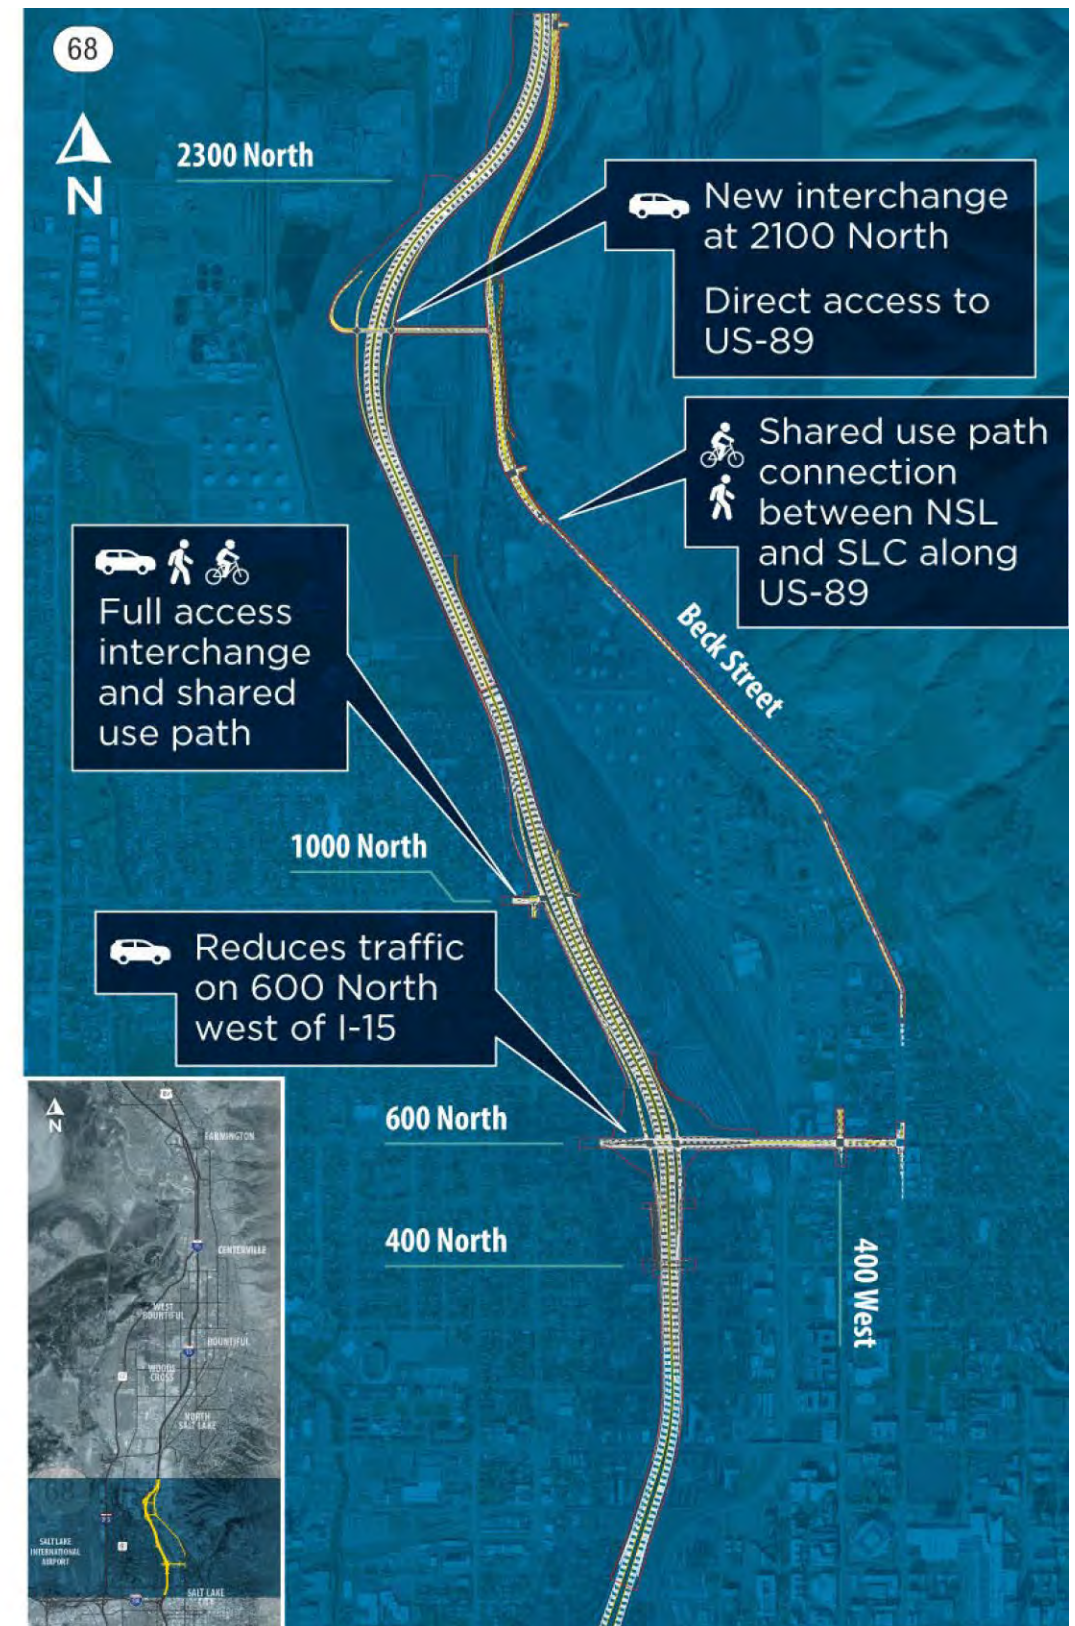 68
N
2300 North
New interchange
at 2100 North
Direct access to
US-89
Shared use path
connection
between NSL
and SLC along
US-89
Beck Street
Full access
interchange
and shared
use path
1000 North
Reduces traffic
on 600 North
west of I-15
600 North
400 North
400 West
N
FARMINGTON
CENTERVILLE
WEST
BOUNTIFUL
BOUNTIFUL
WOODS
CROSS
NORTH
SALT LAKE
68
SALT LAKE
INTERNATIONAL
AIRPORT
SALT LAKE
CITY